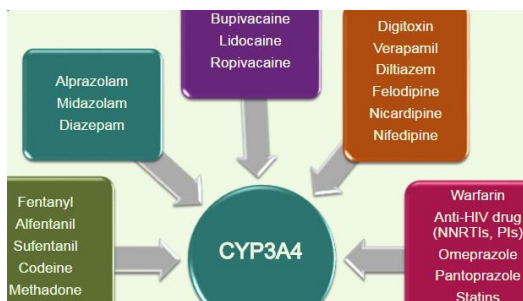 Bupivacaine
Lidocaine
Ropivacaine
Digitoxin
Verapamil
Diltiazem
Felodipine
Nicardipine
Nifedipine
Alprazolam
Midazolam
Diazepam
Fentanyl
Alfentanil
Sufentanil
Codeine
Methadone
CYP3A4
Warfarin
Anti-HIV drug
(NNRTIs, PIs)
Omeprazole
Pantoprazole
Statins